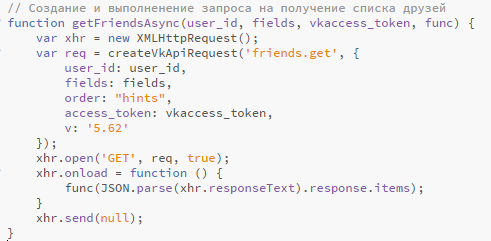 // Создание и выполненение запроса на получение списка друзей
function getFriendsAsync(user_id, fields, vkaccess_token, func) {
    var xhr = new XMLHttpRequest();
    var req = createVkApiRequest('friends.get', {
        user_id: user_id,
        fields: fields,
        order: "hints",
        access_token: vkaccess_token,
        v: '5.62'
    });
    xhr.open('GET', req, true);
    xhr.onload = function () {
        func(JSON.parse(xhr.responseText).response.items);
    }
    xhr.send(null);
}